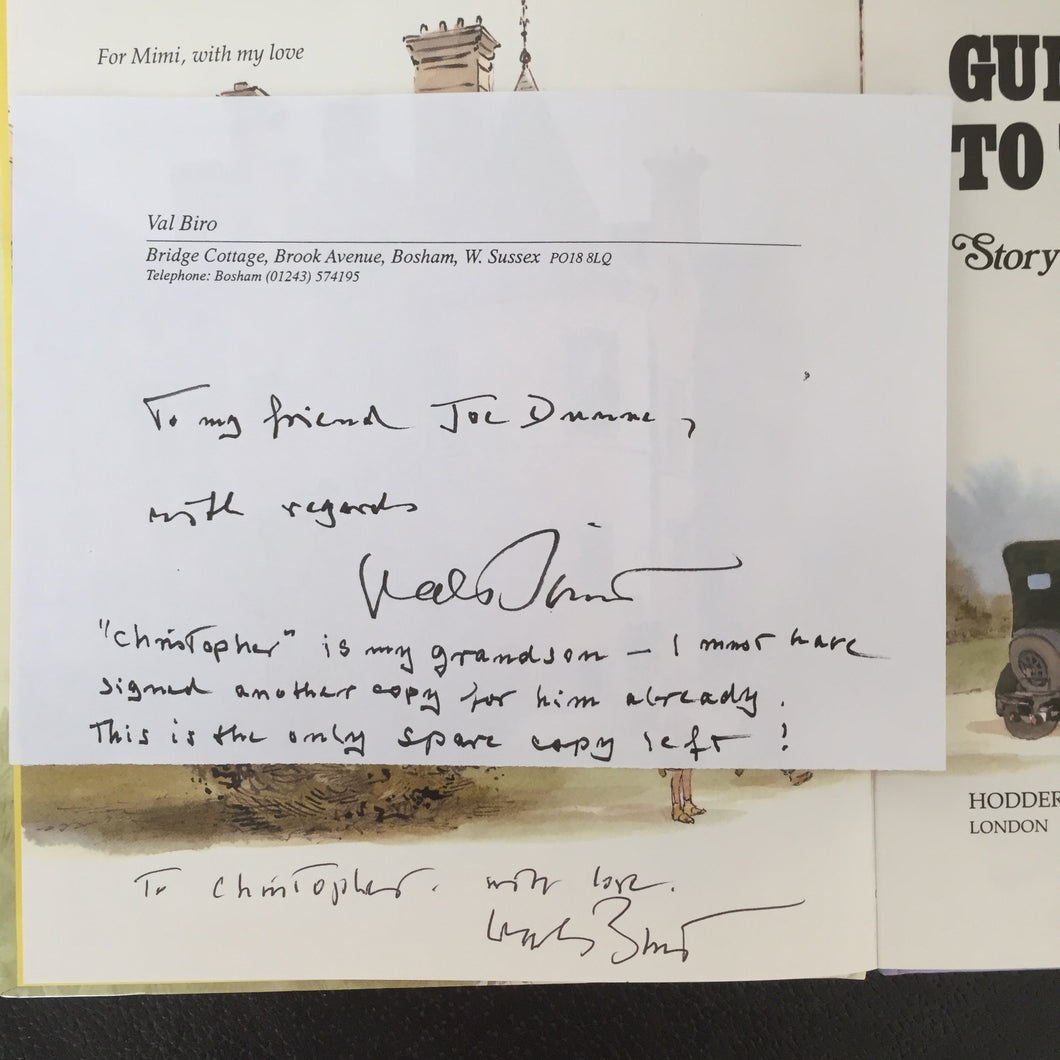 For Mimi, with my love
Val Biro
Bridge Cottage, Brook Avenue, Bosham, W. Sussex PO18 8LQ
Telephone: Bosham (01243) 574195
To my friend Joe Dunne,
with regards
Val Biro
"Christopher" is my grandson – I must have
signed another copy for him already.
This is the only spare copy left!
To Christopher. with love.
Val Biro
GU
TO
Story
HODDER
LONDON